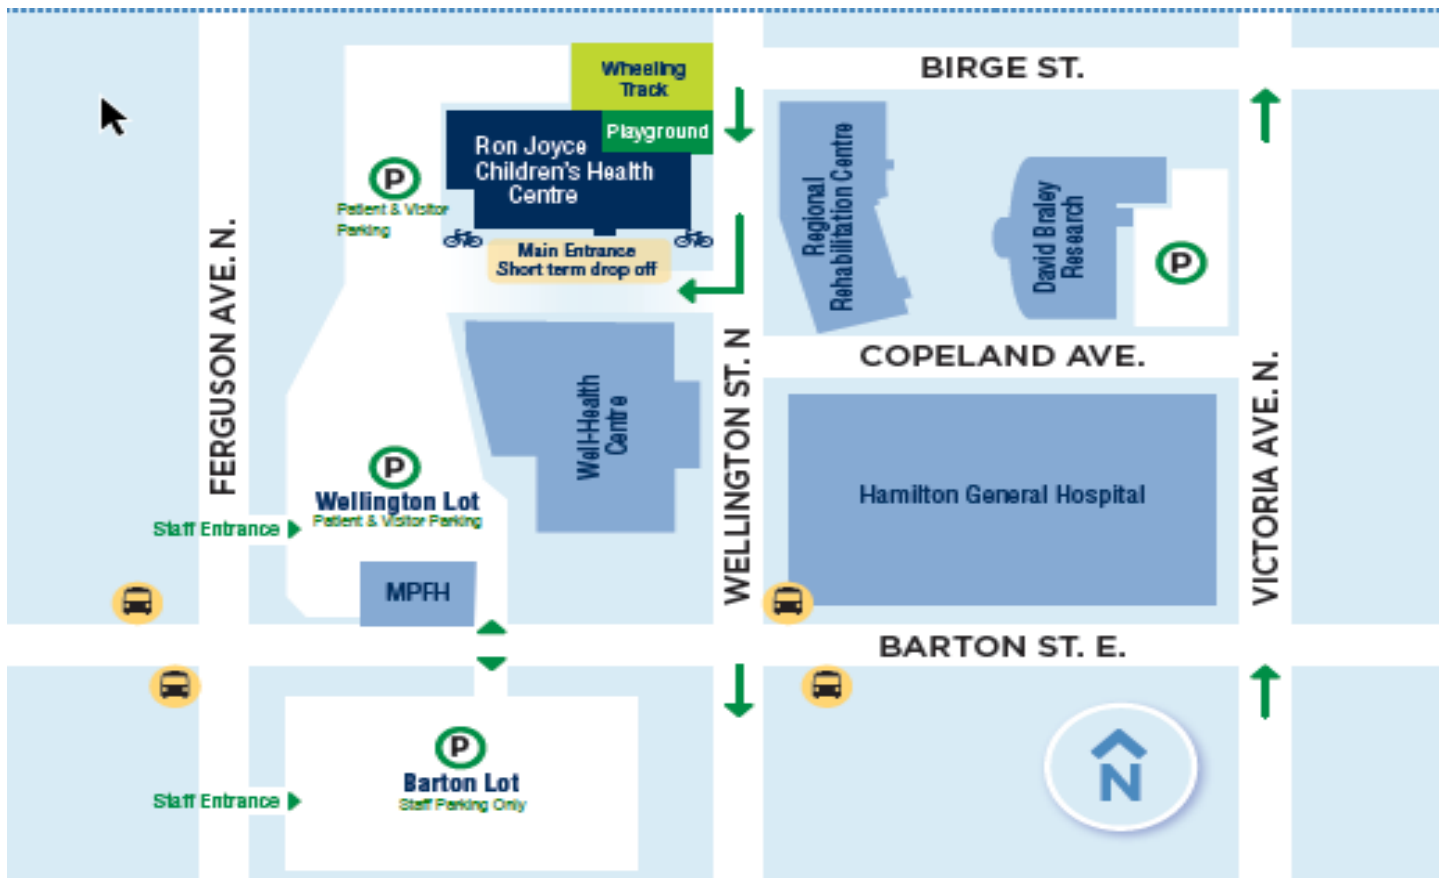 BIRGE ST.
Wheeling
Track
Playground
Ron Joyce
Children's Health
Centre
P
Patient & Visitor
Parking
Main Entrance
Short term drop off
Regional
Rehabilitation Centre
David Braley
Research
P
FERGUSON AVE. N.
WELLINGTON ST. N
VICTORIA AVE. N.
COPELAND AVE.
Well-Health
Centre
P
Wellington Lot
Patient & Visitor Parking
Staff Entrance
Hamilton General Hospital
MPFH
BARTON ST. E.
P
Barton Lot
Staff Parking Only
Staff Entrance
N